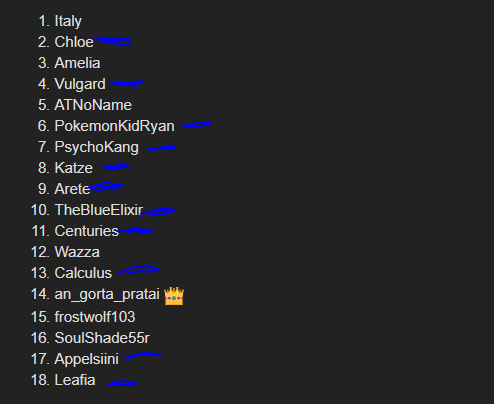 1. Italy
2. Chloe
3. Amelia
4. Vulgard
5. ATNoName
6. PokemonKidRyan
7. PsychoKang
8. Katze
9. Arete
10. TheBlueElixir
11. Centuries
12. Wazza
13. Calculus
14. an_gorta_pratai 👑
15. frostwolf103
16. SoulShade55r
17. Appelsiini
18. Leafia